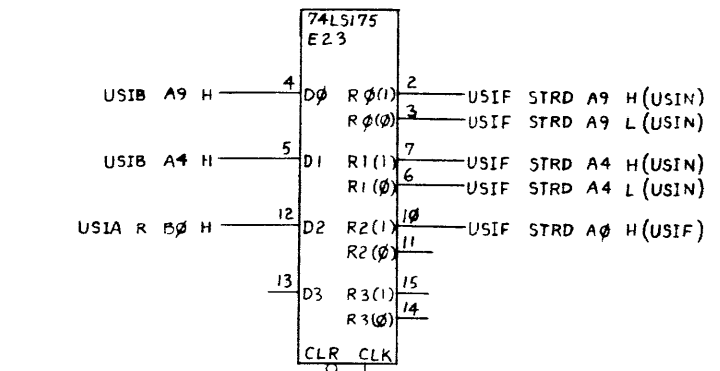 74LS175
E23
USIB A9 H 4 DØ RØ(1) 2 USIF STRD A9 H(USIN)
RØ(Ø) 3 USIF STRD A9 L(USIN)
USIB A4 H 5 D1 R1(1) 7 USIF STRD A4 H(USIN)
R1(Ø) 6 USIF STRD A4 L(USIN)
USIA R BØ H 12 D2 R2(1) 1Ø USIF STRD AØ H(USIF)
R2(Ø) 11
13 D3 R3(1) 15
R3(Ø) 14
CLR CLK